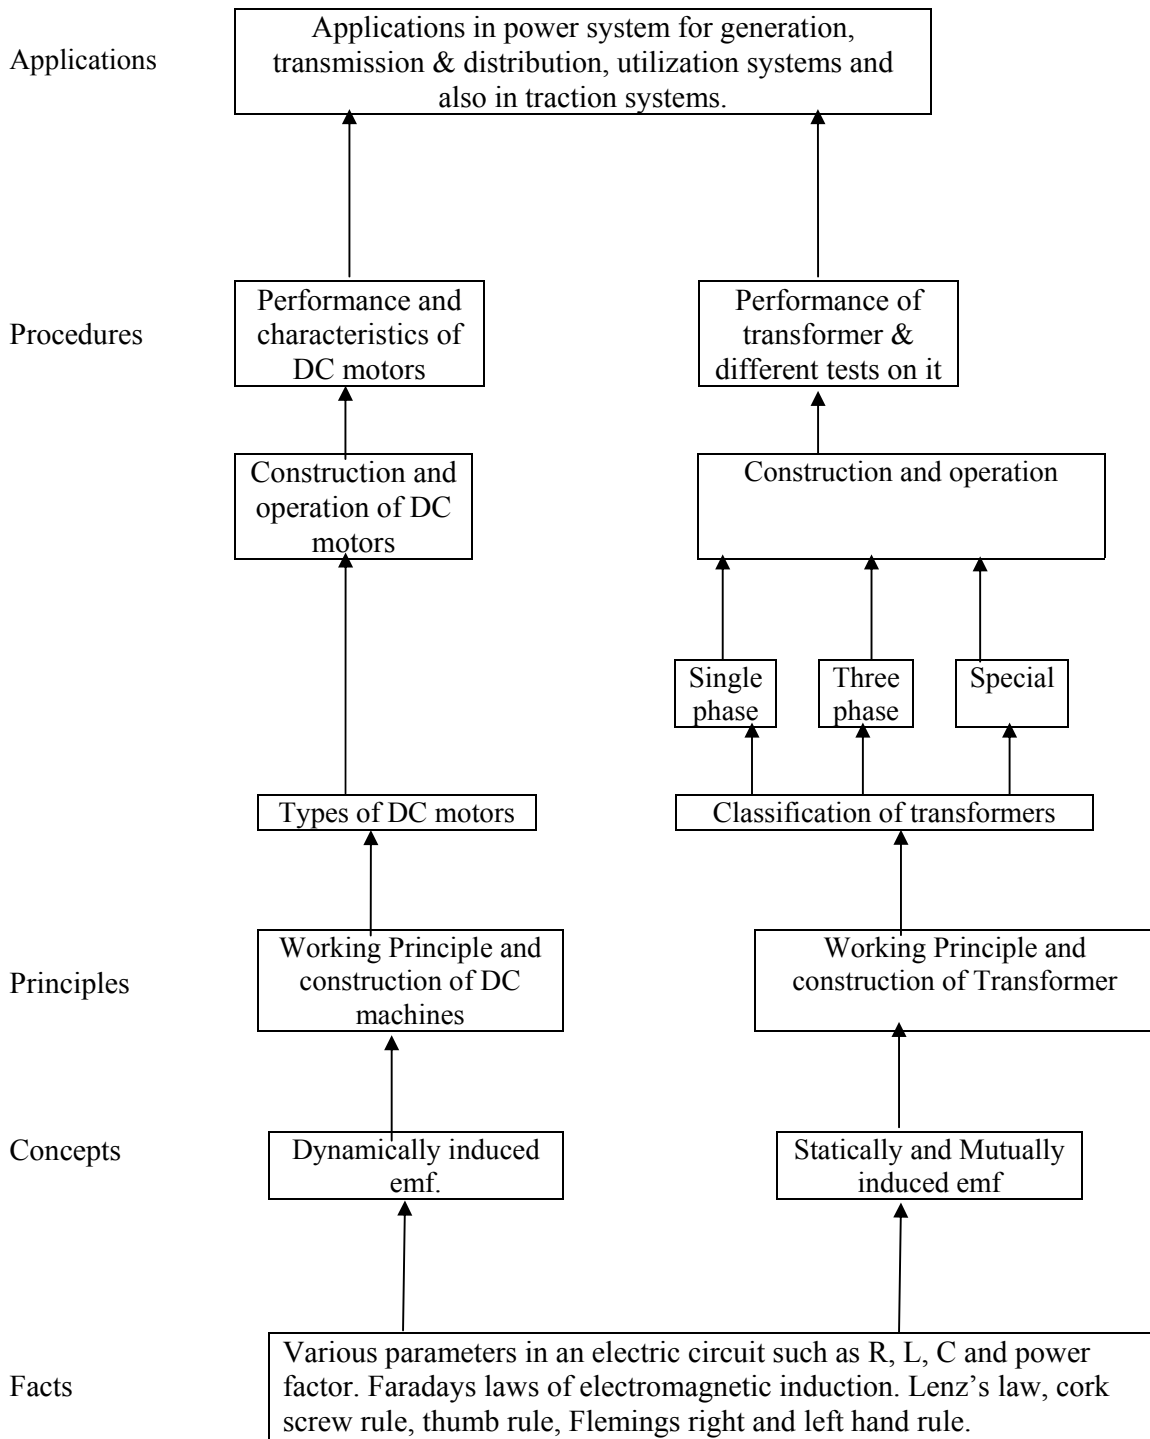 Applications
Applications in power system for generation,
transmission & distribution, utilization systems and
also in traction systems.
Procedures
Performance and
characteristics of
DC motors
Performance of
transformer &
different tests on it
Construction and
operation of DC
motors
Construction and operation
Single
phase
Three
phase
Special
Types of DC motors
Classification of transformers
Principles
Working Principle and
construction of DC
machines
Working Principle and
construction of Transformer
Concepts
Dynamically induced
emf.
Statically and Mutually
induced emf
Facts
Various parameters in an electric circuit such as R, L, C and power
factor. Faradays laws of electromagnetic induction. Lenz’s law, cork
screw rule, thumb rule, Flemings right and left hand rule.